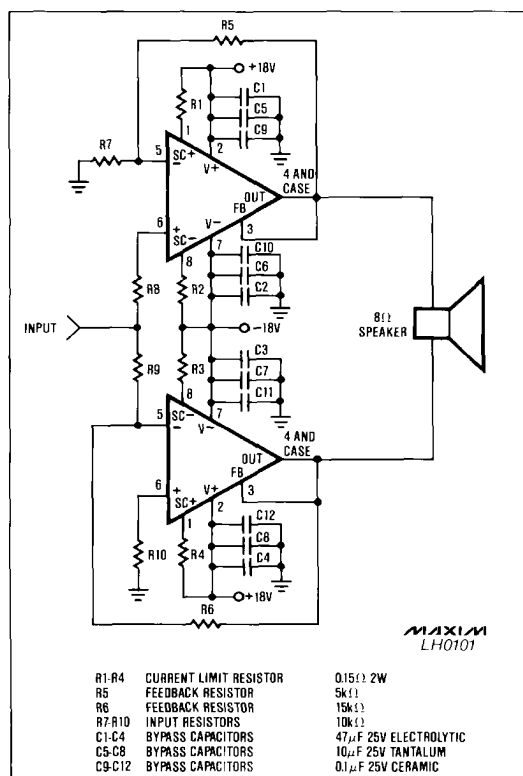 R5
+18V
C1
R1
C5
C9
R7
1
2
5
SC+
V+
-
4 AND
CASE
OUT
FB
3
6
+
SC-
V-
7
8
C10
C6
C2
R8
R2
INPUT
-18V
8Ω
SPEAKER
R9
R3
C3
C7
C11
8
7
5
SC-
V-
-
4 AND
CASE
OUT
FB
3
6
+
SC+
V+
2
1
C12
C8
C4
R10
R4
+18V
R6
MAXIM
LH0101
R1-R4 CURRENT LIMIT RESISTOR 0.15Ω 2W
R5 FEEDBACK RESISTOR 5kΩ
R6 FEEDBACK RESISTOR 15kΩ
R7-R10 INPUT RESISTORS 10kΩ
C1-C4 BYPASS CAPACITORS 47μF 25V ELECTROLYTIC
C5-C8 BYPASS CAPACITORS 10μF 25V TANTALUM
C9-C12 BYPASS CAPACITORS 0.1μF 25V CERAMIC